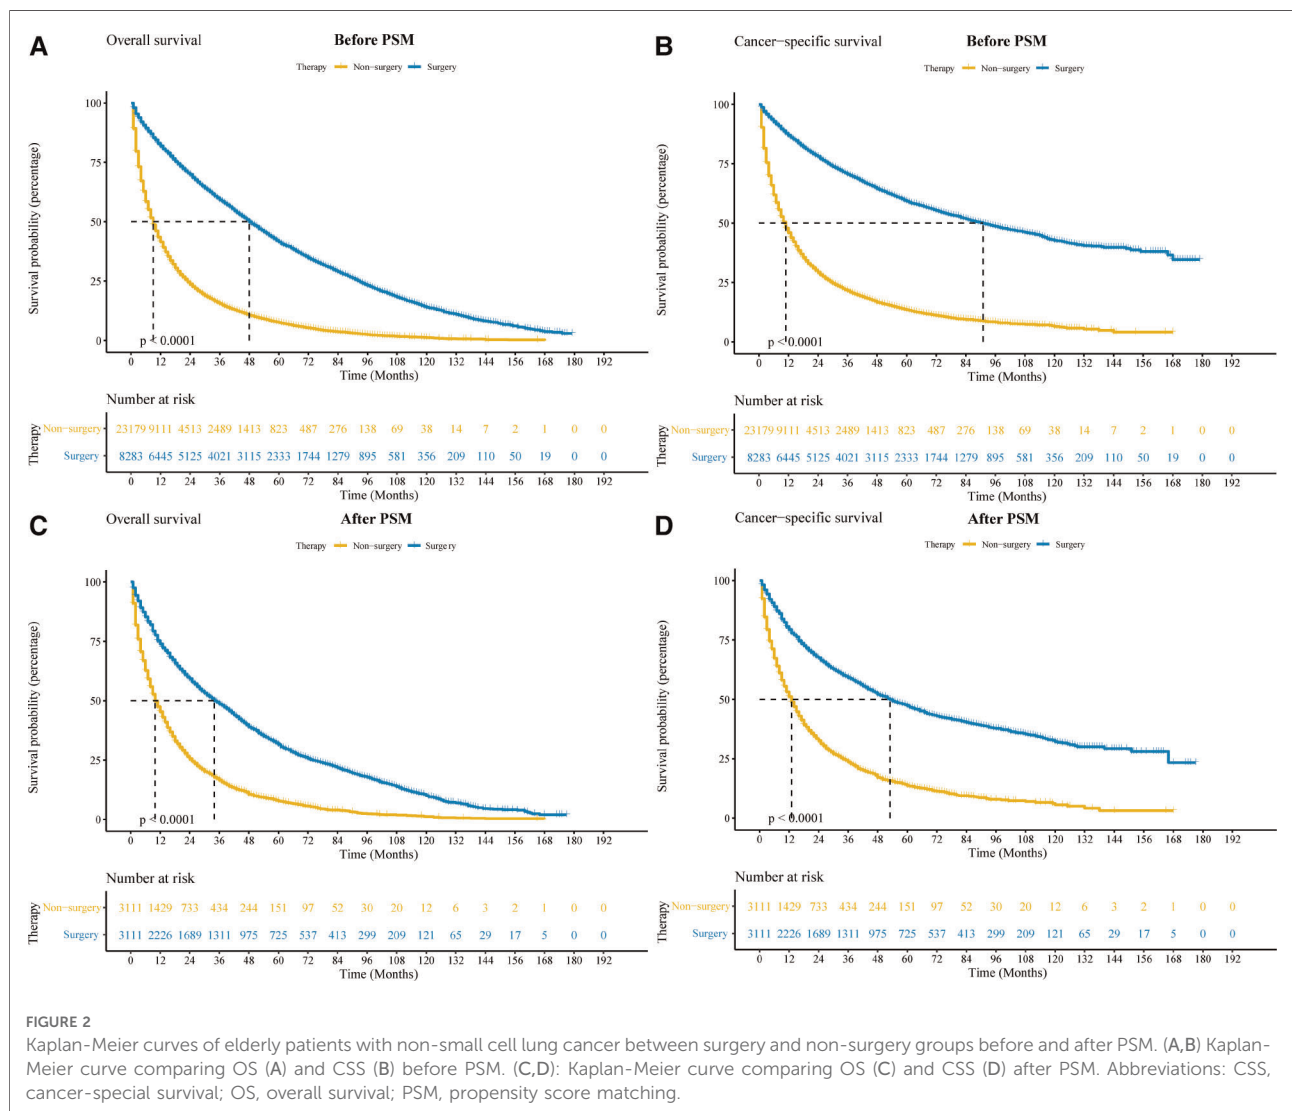 A
Overall survival
Before PSM
Therapy Non-surgery Surgery
Survival probability (percentage)
100
75
50
25
0
p < 0.0001
0 12 24 36 48 60 72 84 96 108 120 132 144 156 168 180 192
Time (Months)
Number at risk
Therapy
Non-surgery 23179 9111 4513 2489 1413 823 487 276 138 69 38 14 7 2 1 0 0
Surgery 8283 6445 5125 4021 3115 2333 1744 1279 895 581 356 209 110 50 19 0 0
0 12 24 36 48 60 72 84 96 108 120 132 144 156 168 180 192
Time (Months)
B
Cancer-specific survival
Before PSM
Therapy Non-surgery Surgery
Survival probability (percentage)
100
75
50
25
0
p < 0.0001
0 12 24 36 48 60 72 84 96 108 120 132 144 156 168 180 192
Time (Months)
Number at risk
Therapy
Non-surgery 23179 9111 4513 2489 1413 823 487 276 138 69 38 14 7 2 1 0 0
Surgery 8283 6445 5125 4021 3115 2333 1744 1279 895 581 356 209 110 50 19 0 0
0 12 24 36 48 60 72 84 96 108 120 132 144 156 168 180 192
Time (Months)
C
Overall survival
After PSM
Therapy Non-surgery Surgery
Survival probability (percentage)
100
75
50
25
0
p < 0.0001
0 12 24 36 48 60 72 84 96 108 120 132 144 156 168 180 192
Time (Months)
Number at risk
Therapy
Non-surgery 3111 1429 733 434 244 151 97 52 30 20 12 6 3 2 1 0 0
Surgery 3111 2226 1689 1311 975 725 537 413 299 209 121 65 29 17 5 0 0
0 12 24 36 48 60 72 84 96 108 120 132 144 156 168 180 192
Time (Months)
D
Cancer-specific survival
After PSM
Therapy Non-surgery Surgery
Survival probability (percentage)
100
75
50
25
0
p < 0.0001
0 12 24 36 48 60 72 84 96 108 120 132 144 156 168 180 192
Time (Months)
Number at risk
Therapy
Non-surgery 3111 1429 733 434 244 151 97 52 30 20 12 6 3 2 1 0 0
Surgery 3111 2226 1689 1311 975 725 537 413 299 209 121 65 29 17 5 0 0
0 12 24 36 48 60 72 84 96 108 120 132 144 156 168 180 192
Time (Months)
FIGURE 2
Kaplan-Meier curves of elderly patients with non-small cell lung cancer between surgery and non-surgery groups before and after PSM. (A,B) Kaplan-
Meier curve comparing OS (A) and CSS (B) before PSM. (C,D): Kaplan-Meier curve comparing OS (C) and CSS (D) after PSM. Abbreviations: CSS,
cancer-special survival; OS, overall survival; PSM, propensity score matching.